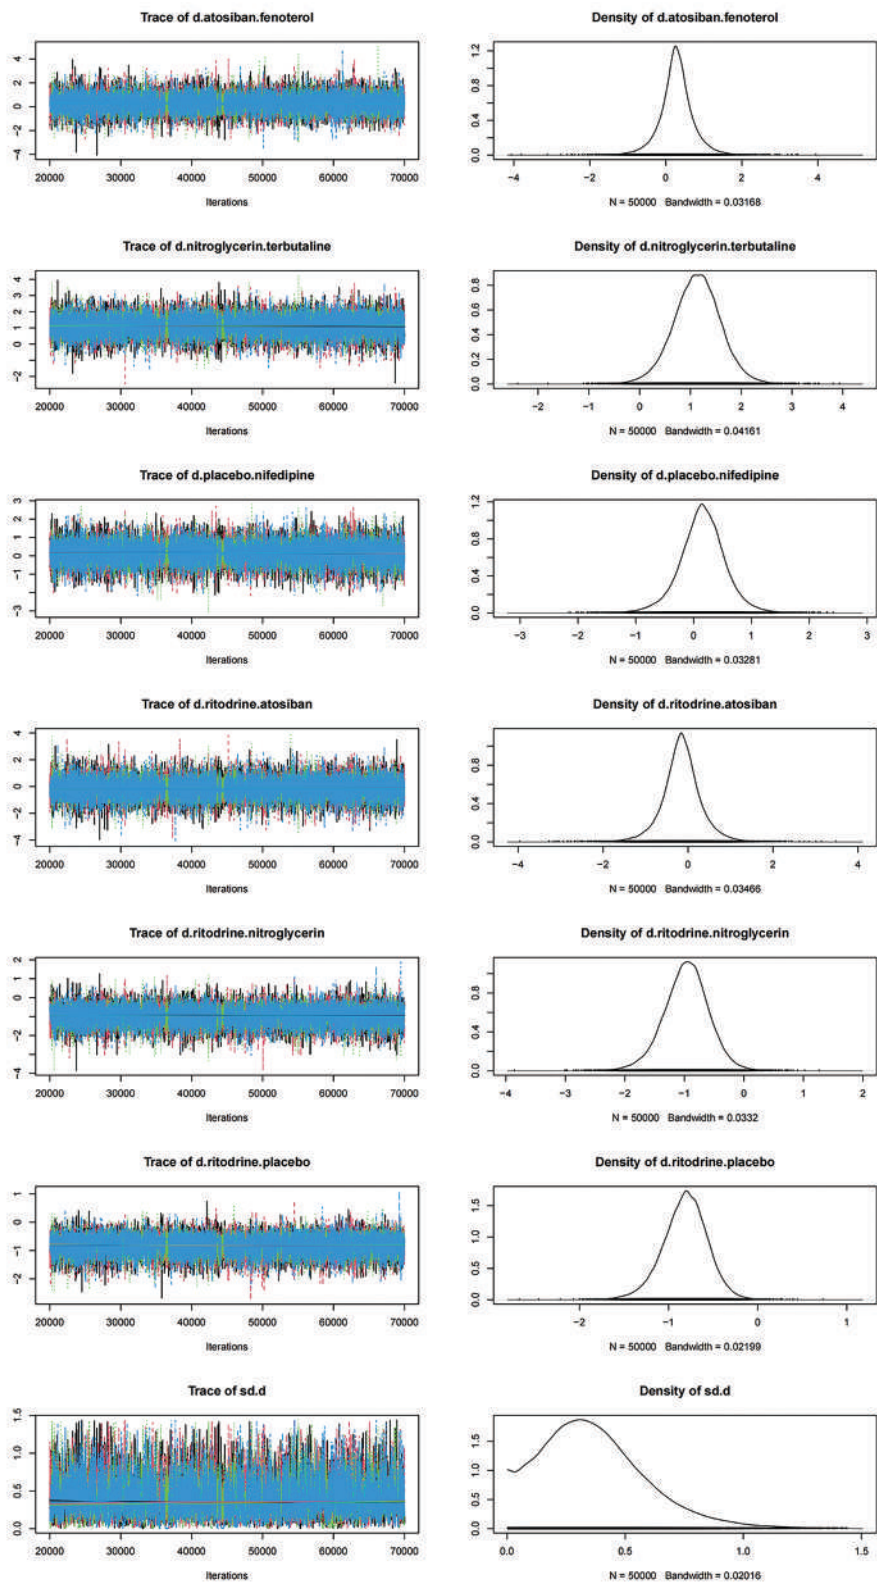 Trace of d.atosiban.fenoterol
4
2
0
−2
−4
20000 30000 40000 50000 60000 70000
Iterations
Density of d.atosiban.fenoterol
1.2
0.8
0.4
0.0
−4 −2 0 2 4
N = 50000 Bandwidth = 0.03168
Trace of d.nitroglycerin.terbutaline
4
3
2
1
0
−2
20000 30000 40000 50000 60000 70000
Iterations
Density of d.nitroglycerin.terbutaline
0.8
0.6
0.4
0.2
0.0
−2 −1 0 1 2 3 4
N = 50000 Bandwidth = 0.04161
Trace of d.placebo.nifedipine
3
2
1
0
−1
−3
20000 30000 40000 50000 60000 70000
Iterations
Density of d.placebo.nifedipine
1.2
0.8
0.4
0.0
−3 −2 −1 0 1 2 3
N = 50000 Bandwidth = 0.03281
Trace of d.ritodrine.atosiban
4
2
0
−2
−4
20000 30000 40000 50000 60000 70000
Iterations
Density of d.ritodrine.atosiban
0.8
0.4
0.0
−4 −2 0 2 4
N = 50000 Bandwidth = 0.03466
Trace of d.ritodrine.nitroglycerin
2
1
0
−2
−4
20000 30000 40000 50000 60000 70000
Iterations
Density of d.ritodrine.nitroglycerin
0.8
0.4
0.0
−4 −3 −2 −1 0 1 2
N = 50000 Bandwidth = 0.0332
Trace of d.ritodrine.placebo
1
0
−1
−2
20000 30000 40000 50000 60000 70000
Iterations
Density of d.ritodrine.placebo
1.5
1.0
0.5
0.0
−2 −1 0 1
N = 50000 Bandwidth = 0.02199
Trace of sd.d
1.5
1.0
0.5
0.0
20000 30000 40000 50000 60000 70000
Iterations
Density of sd.d
1.5
1.0
0.5
0.0
0.0 0.5 1.0 1.5
N = 50000 Bandwidth = 0.02016